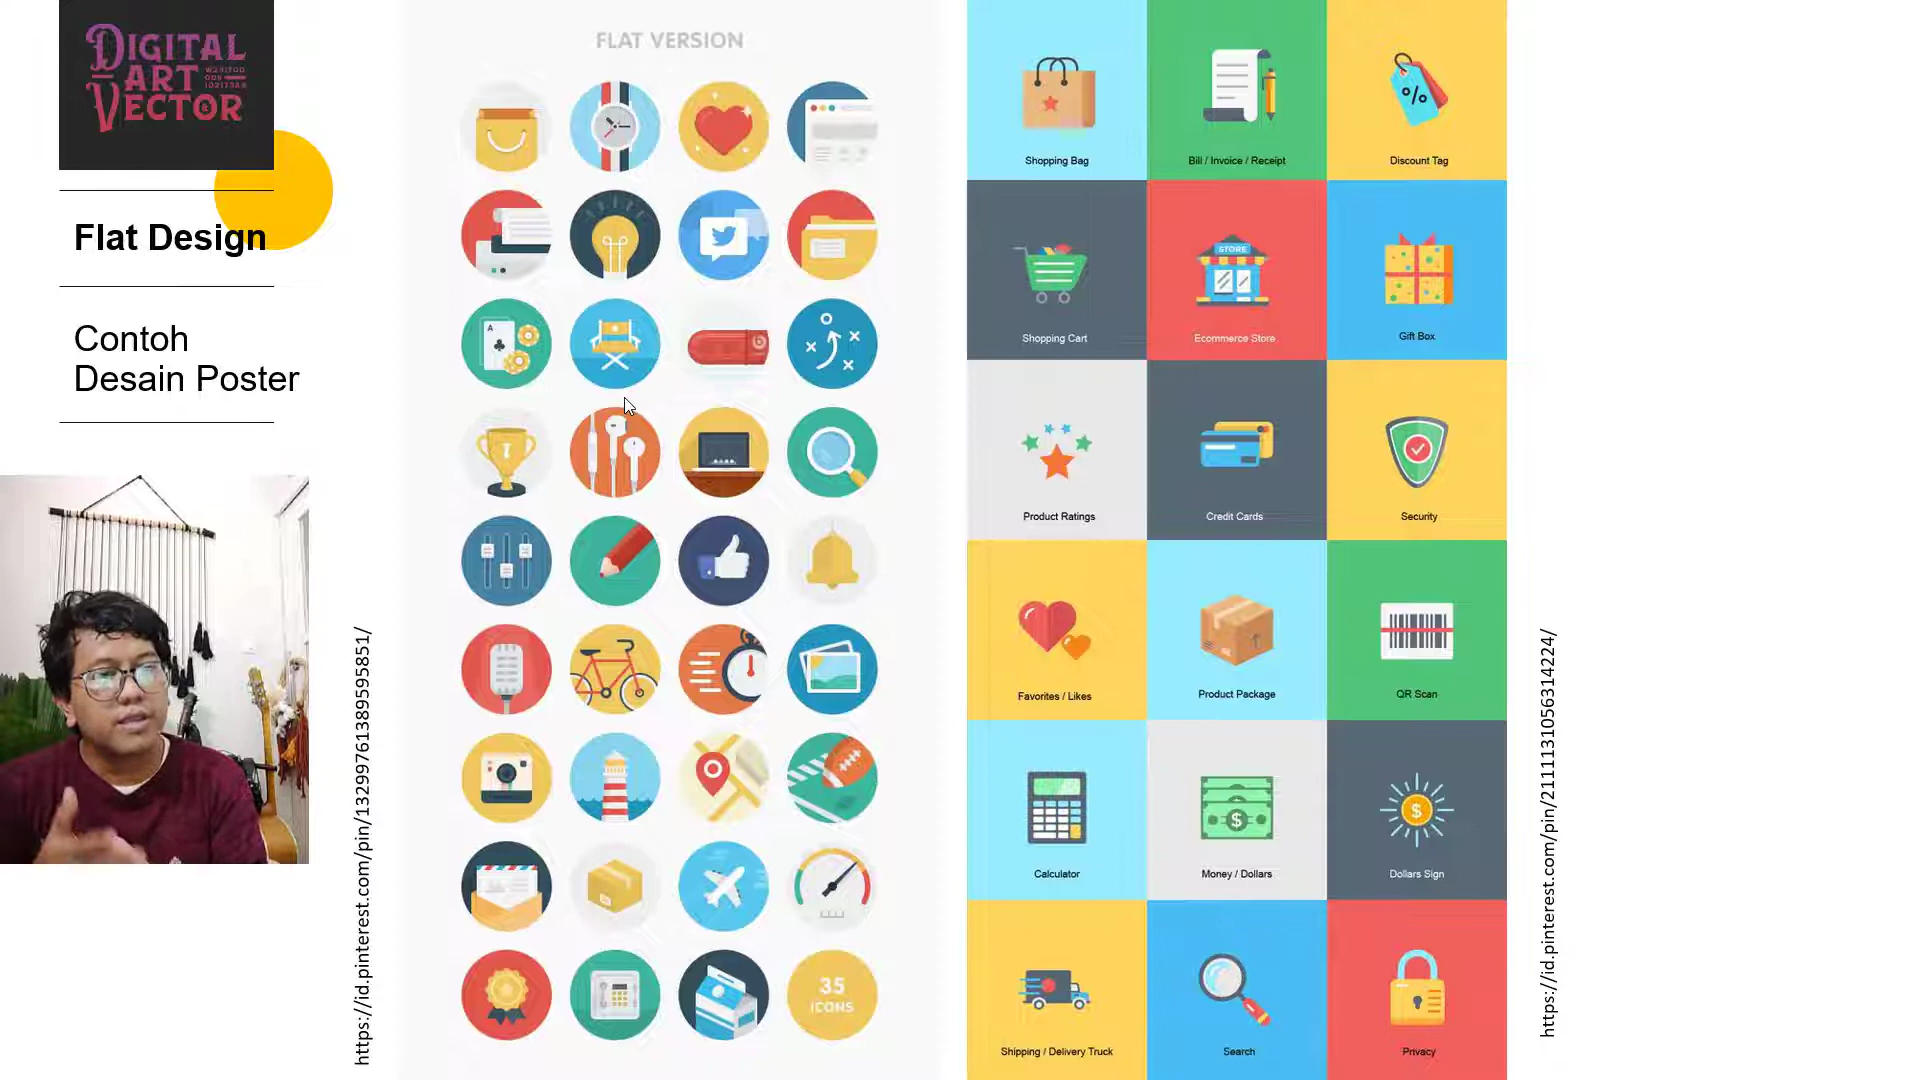 DIGITAL
ART
VECTOR
Flat Design
Contoh
Desain Poster
https://id.pinterest.com/pin/132997613895958511/
FLAT VERSION
A
35
ICONS
Shopping Bag
Bill / Invoice / Receipt
%
Discount Tag
Shopping Cart
STORE
Ecommerce Store
Gift Box
Product Ratings
Credit Cards
Security
Favorites / Likes
Product Package
QR Scan
Calculator
$
Money / Dollars
$
Dollars Sign
Shipping / Delivery Truck
Search
Privacy
https://id.pinterest.com/pin/2111131056314224/